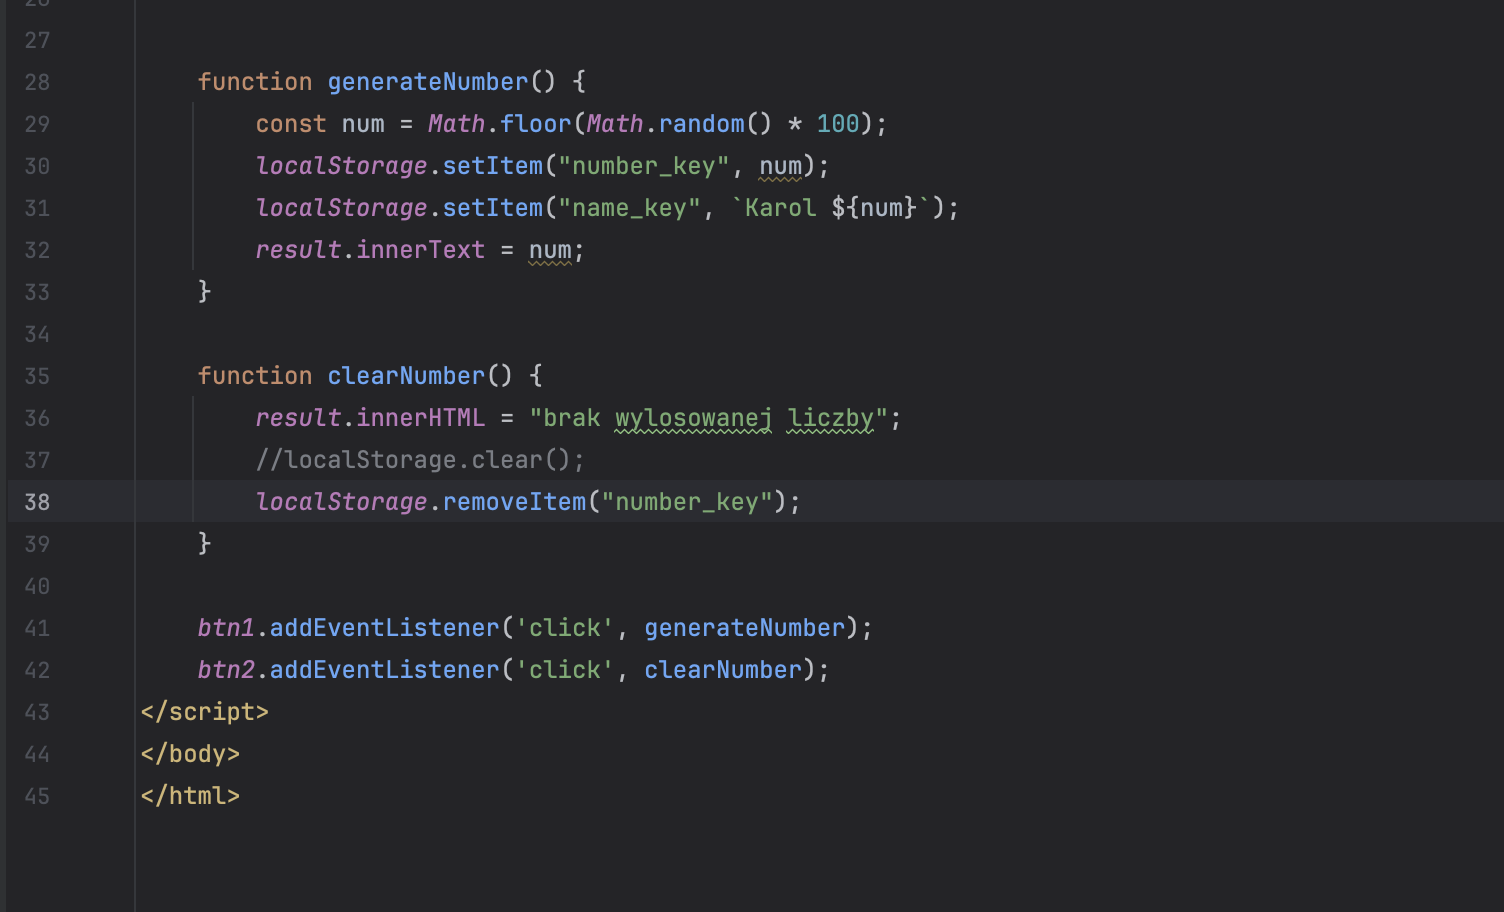 26
27
28 function generateNumber() {
29 const num = Math.floor(Math.random() * 100);
30 localStorage.setItem("number_key", num);
31 localStorage.setItem("name_key", `Karol ${num}`);
32 result.innerText = num;
33 }
34
35 function clearNumber() {
36 result.innerHTML = "brak wylosowanej liczby";
37 //localStorage.clear();
38 localStorage.removeItem("number_key");
39 }
40
41 btn1.addEventListener('click', generateNumber);
42 btn2.addEventListener('click', clearNumber);
43 </script>
44 </body>
45 </html>